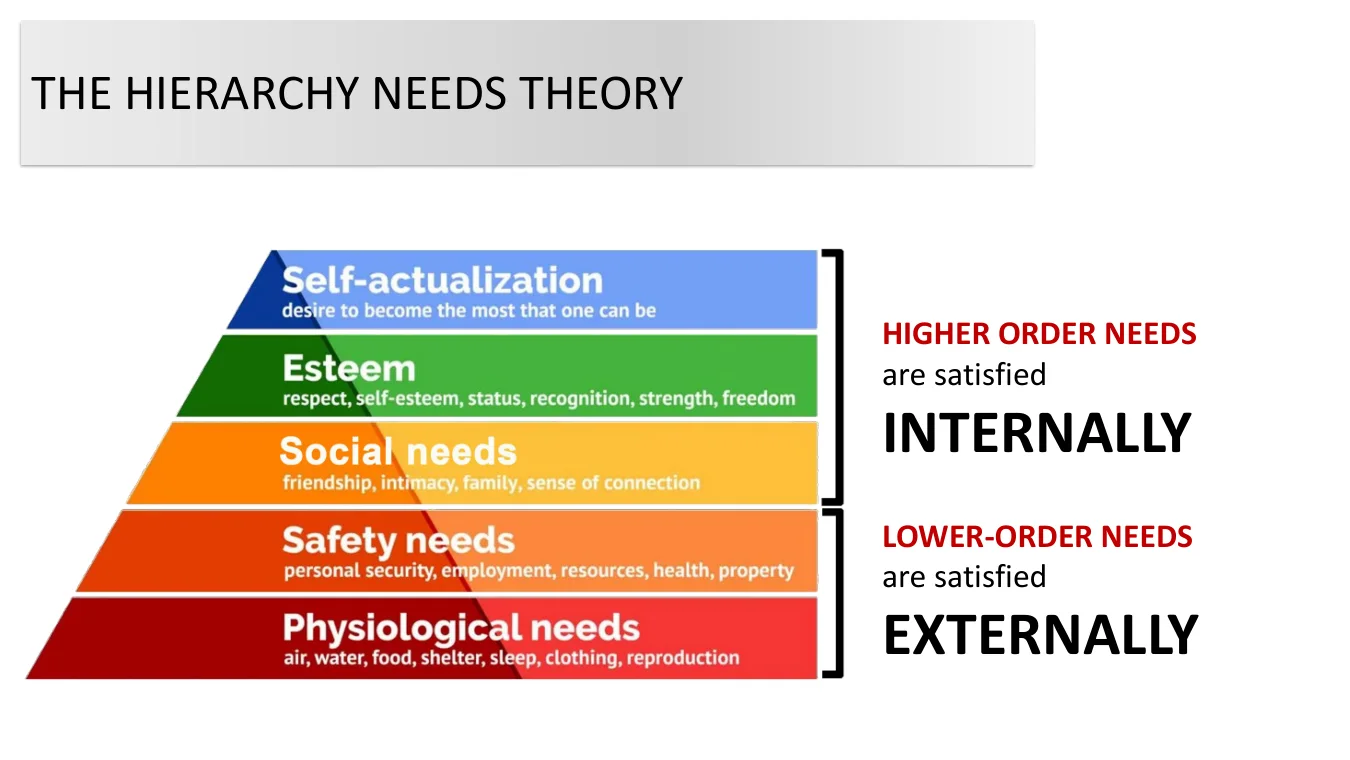 THE HIERARCHY NEEDS THEORY
Self-actualization
desire to become the most that one can be
Esteem
respect, self-esteem, status, recognition, strength, freedom
Social needs
friendship, intimacy, family, sense of connection
Safety needs
personal security, employment, resources, health, property
Physiological needs
air, water, food, shelter, sleep, clothing, reproduction
HIGHER ORDER NEEDS
are satisfied
INTERNALLY
LOWER-ORDER NEEDS
are satisfied
EXTERNALLY